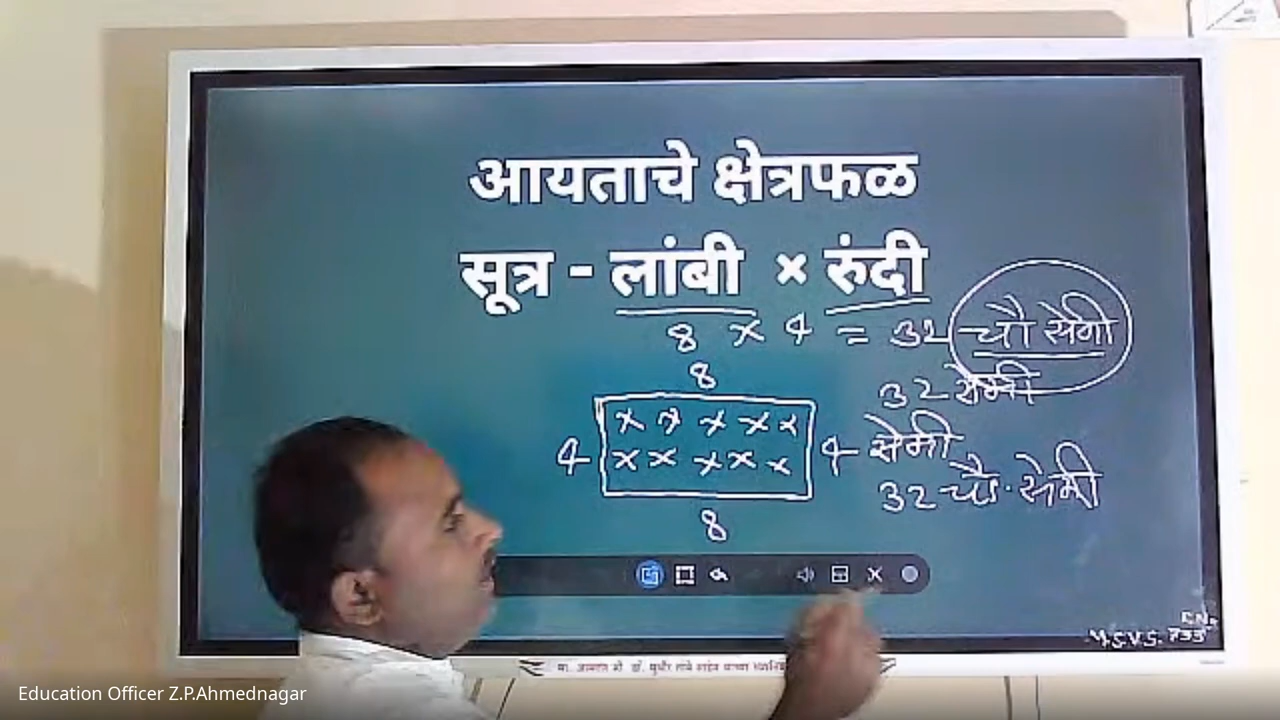 आयताचे क्षेत्रफळ
सूत्र - लांबी × रुंदी
8 × 4 = 32 चौ सेमी
8
32 सेमी
4
4 सेमी
32 चौ. सेमी
8
Education Officer Z.P.Ahmednagar